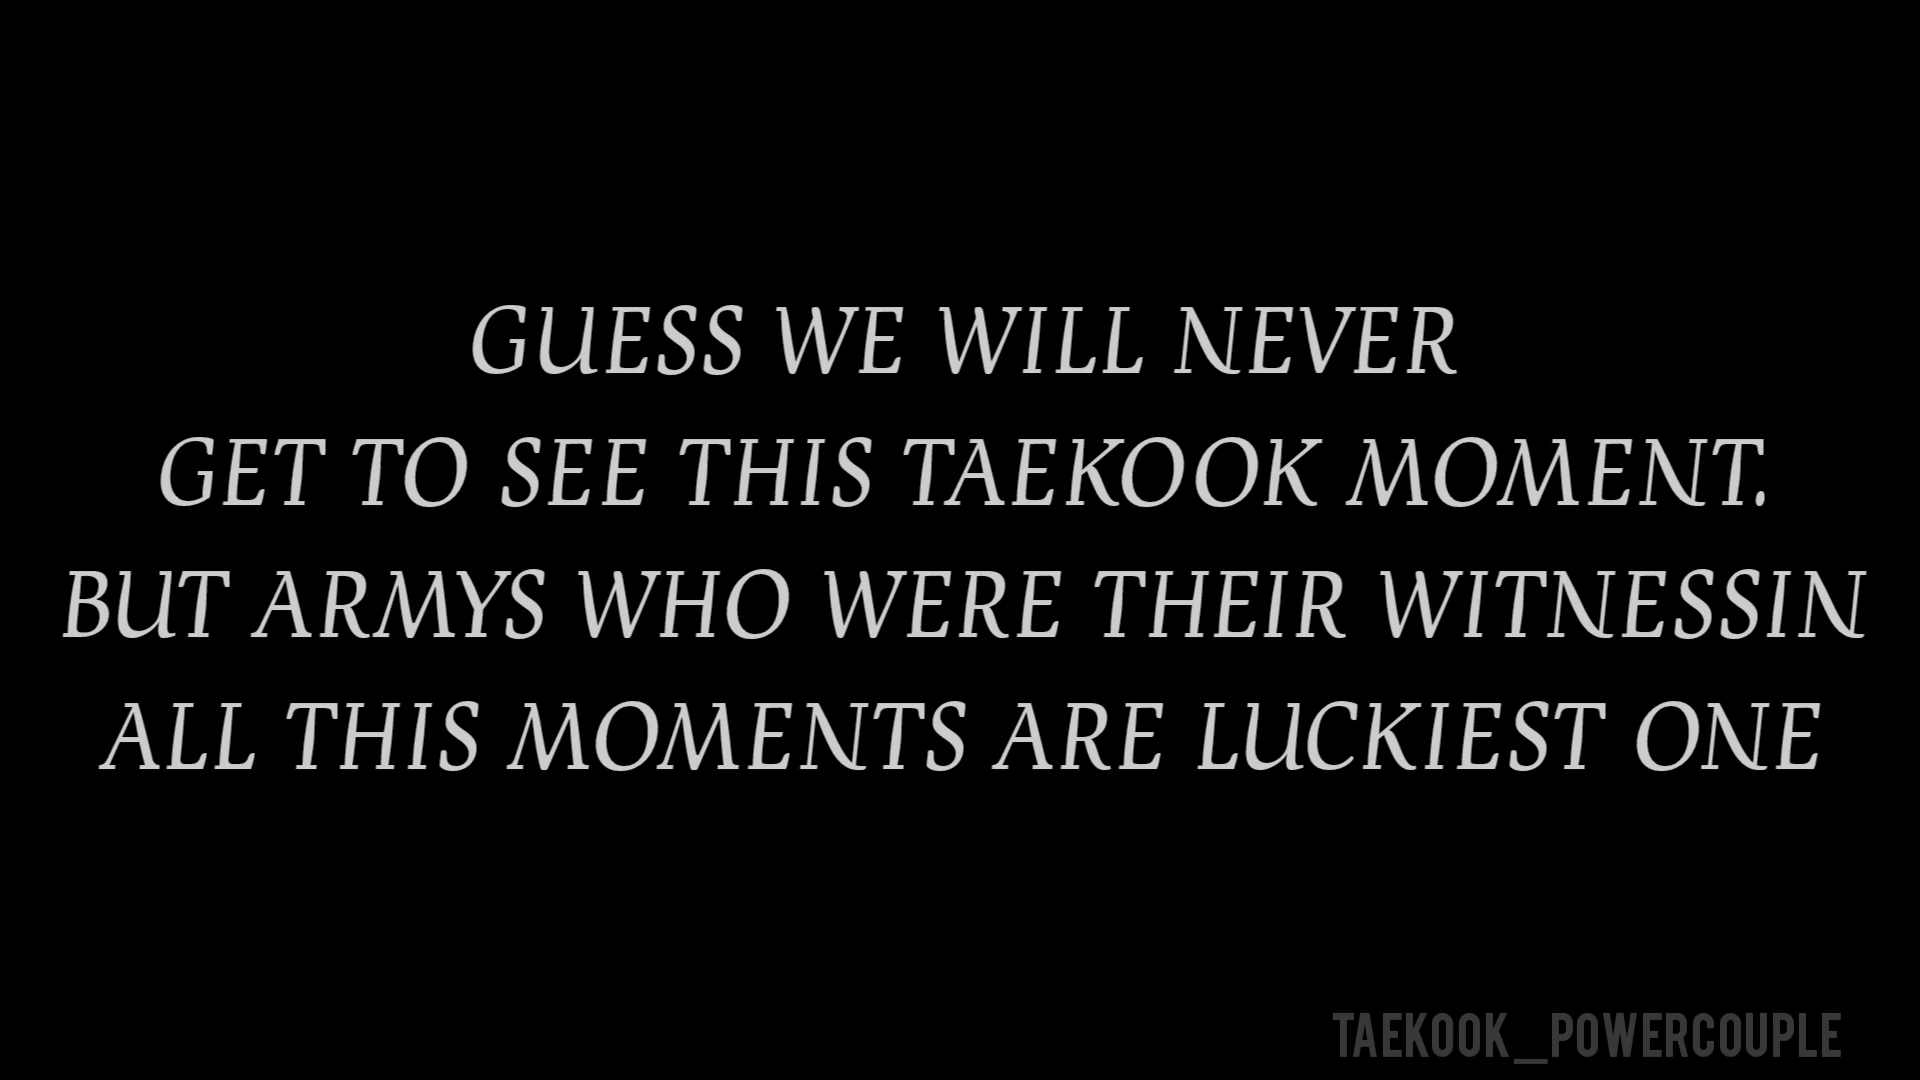 GUESS WE WILL NEVER
GET TO SEE THIS TAEKOOK MOMENT.
BUT ARMYS WHO WERE THEIR WITNESSIN
ALL THIS MOMENTS ARE LUCKIEST ONE
TAEKOOK_POWERCOUPLE